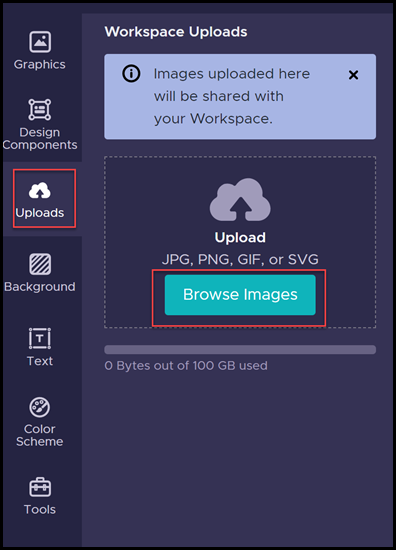 Graphics
Design
Components
Uploads
Background
Text
Color
Scheme
Tools
Workspace Uploads
Images uploaded here
will be shared with
your Workspace.
Upload
JPG, PNG, GIF, or SVG
Browse Images
0 Bytes out of 100 GB used